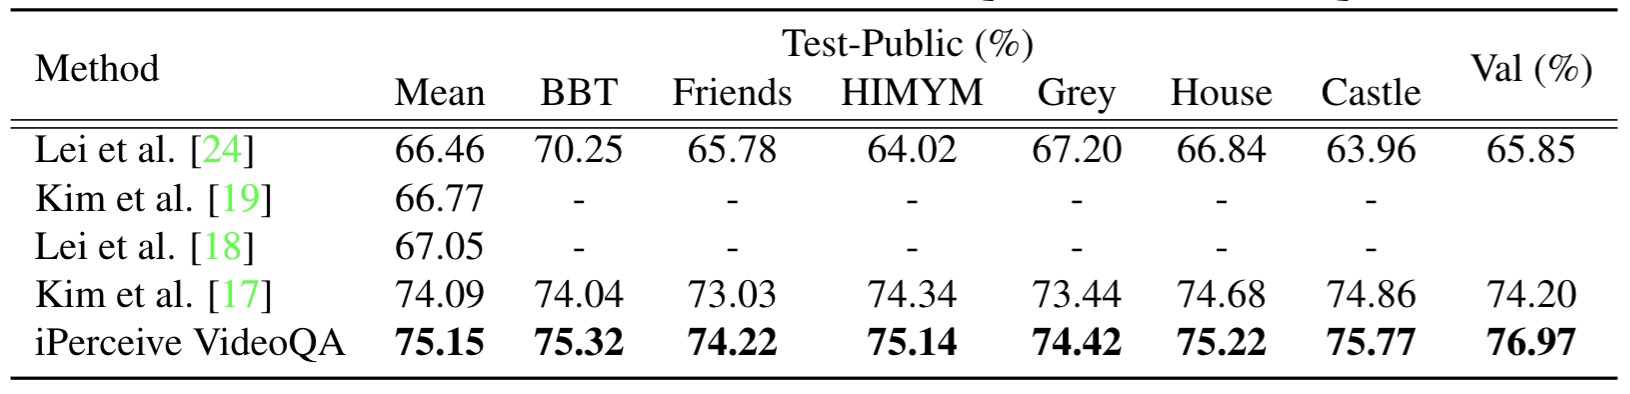 Test-Public (%)
Method Val (%)
Mean BBT Friends HIMYM Grey House Castle
Lei et al. [24] 66.46 70.25 65.78 64.02 67.20 66.84 63.96 65.85
Kim et al. [19] 66.77 - - - - - -
Lei et al. [18] 67.05 - - - - - -
Kim et al. [17] 74.09 74.04 73.03 74.34 73.44 74.68 74.86 74.20
iPerceive VideoQA 75.15 75.32 74.22 75.14 74.42 75.22 75.77 76.97